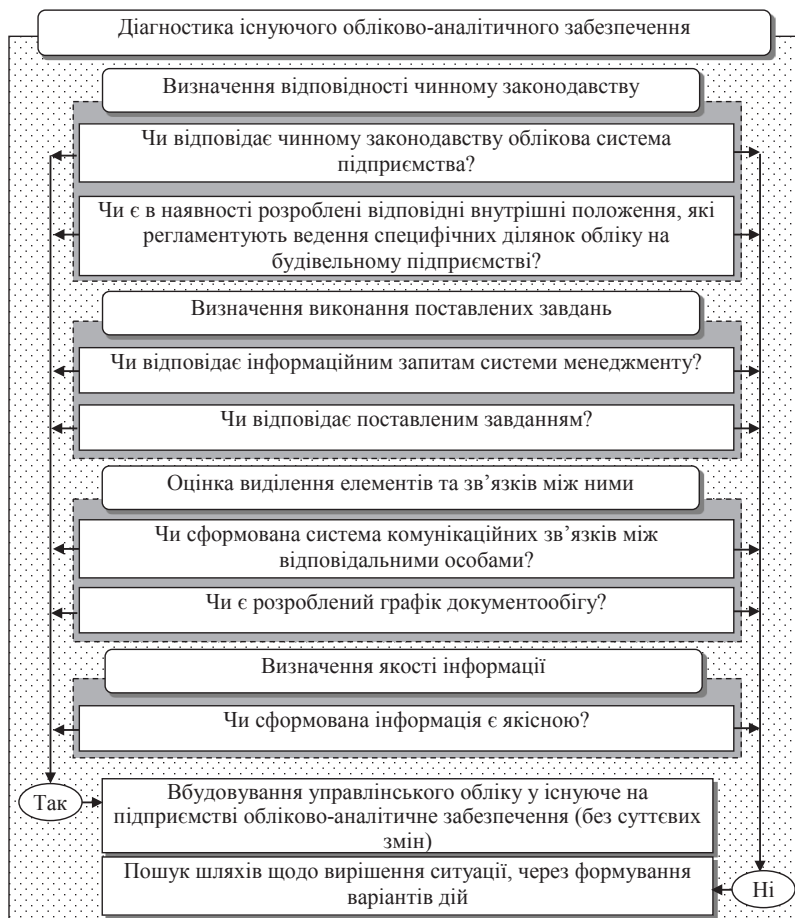 Діагностика існуючого обліково-аналітичного забезпечення
Визначення відповідності чинному законодавству
Чи відповідає чинному законодавству облікова система
підприємства?
Чи є в наявності розроблені відповідні внутрішні положення, які
регламентують ведення специфічних ділянок обліку на
будівельному підприємстві?
Визначення виконання поставлених завдань
Чи відповідає інформаційним запитам системи менеджменту?
Чи відповідає поставленим завданням?
Оцінка виділення елементів та зв’язків між ними
Чи сформована система комунікаційних зв’язків між
відповідальними особами?
Чи є розроблений графік документообігу?
Визначення якості інформації
Чи сформована інформація є якісною?
Так
Вбудовування управлінського обліку у існуюче на
підприємстві обліково-аналітичне забезпечення (без суттєвих
змін)
Пошук шляхів щодо вирішення ситуації, через формування
варіантів дій
Ні